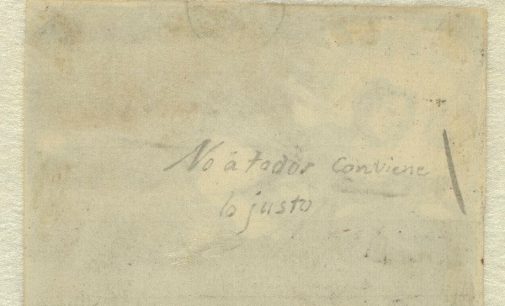 No á todos conviene
lo justo